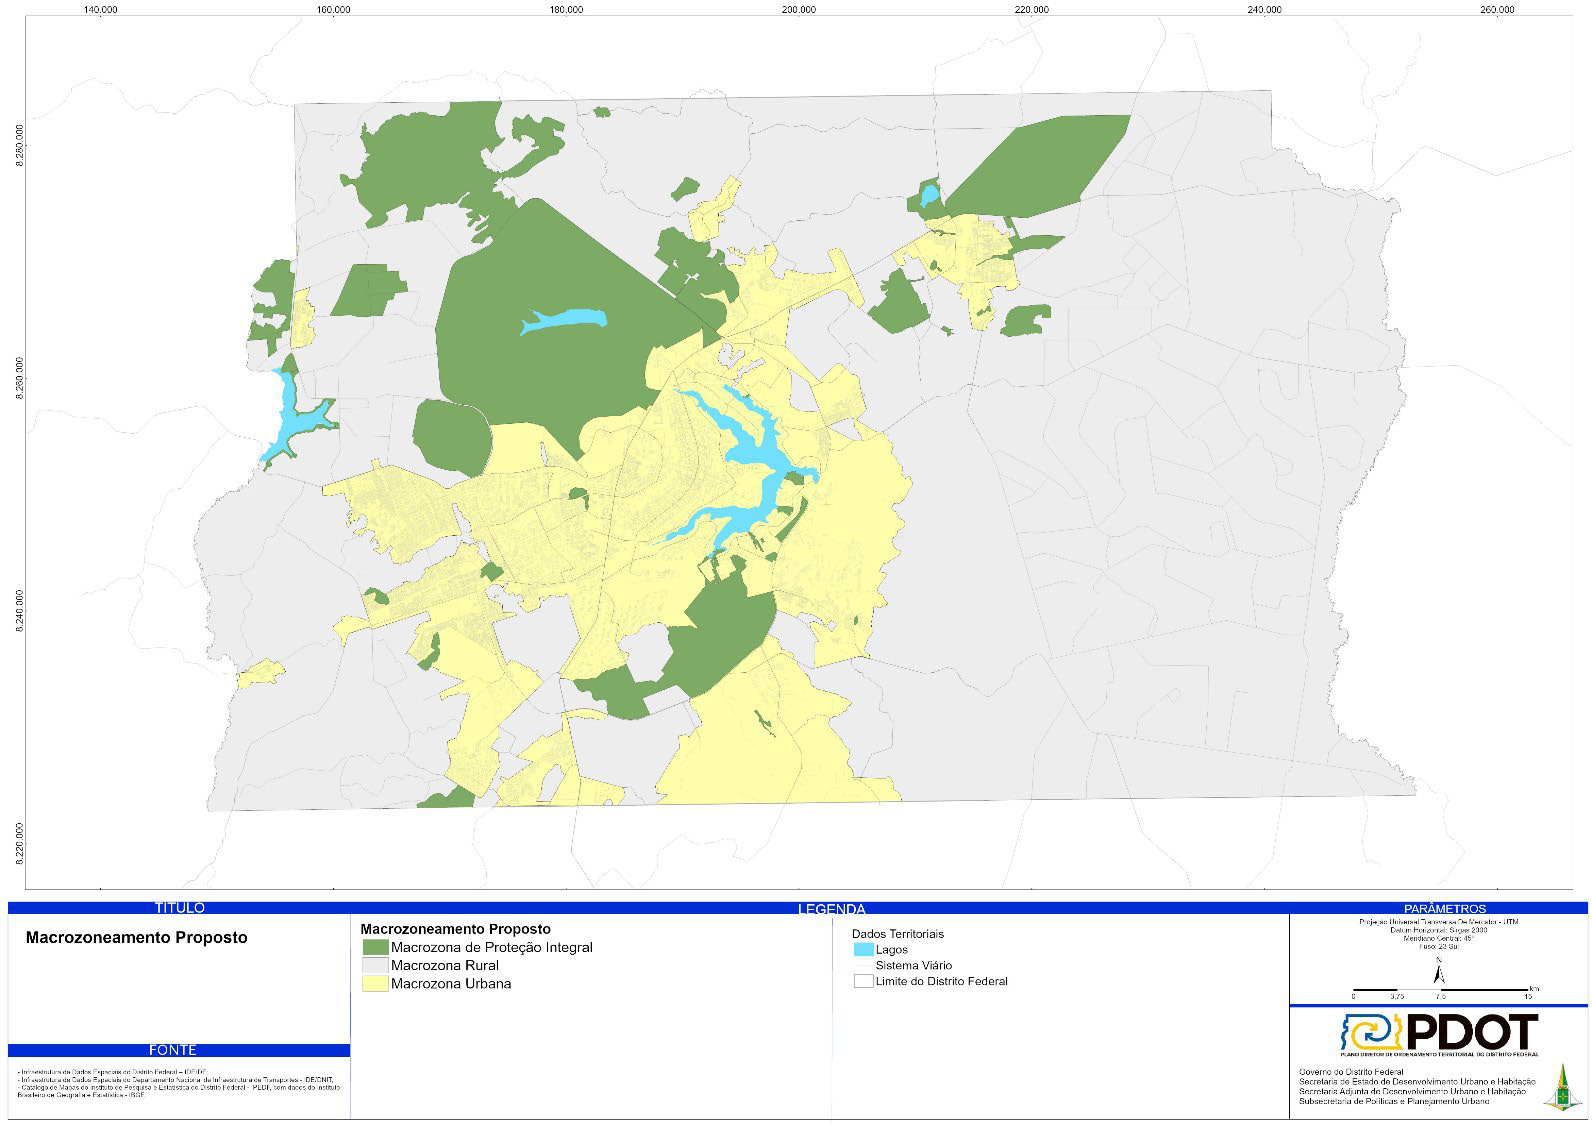 140.000 160.000 180.000 200.000 220.000 240.000 260.000
8.280.000
8.260.000
8.240.000
8.220.000
TÍTULO
Macrozoneamento Proposto
FONTE
- Infraestrutura de Dados Espaciais do Distrito Federal – IDE/DF;
- Infraestrutura de Dados Espaciais do Departamento Nacional de Infraestrutura de Transportes - IDE/DNIT;
- Catálogo de Mapas do Instituto de Pesquisa e Estatística do Distrito Federal - IPEDF, com dados do Instituto
Brasileiro de Geografia e Estatística - IBGE.
LEGENDA
Macrozoneamento Proposto
Macrozona de Proteção Integral
Macrozona Rural
Macrozona Urbana
Dados Territoriais
Lagos
Sistema Viário
Limite do Distrito Federal
PARÂMETROS
Projeção Universal Transversa De Mercator - UTM
Datum Horizontal: Sirgas 2000
Meridiano Central: 45°
Fuso: 23 Sul
N
km
0 3,75 7,5 15
PDOT
PLANO DIRETOR DE ORDENAMENTO TERRITORIAL DO DISTRITO FEDERAL
Governo do Distrito Federal
Secretaria de Estado de Desenvolvimento Urbano e Habitação
Secretaria Adjunta de Desenvolvimento Urbano e Habitação
Subsecretaria de Políticas e Planejamento Urbano